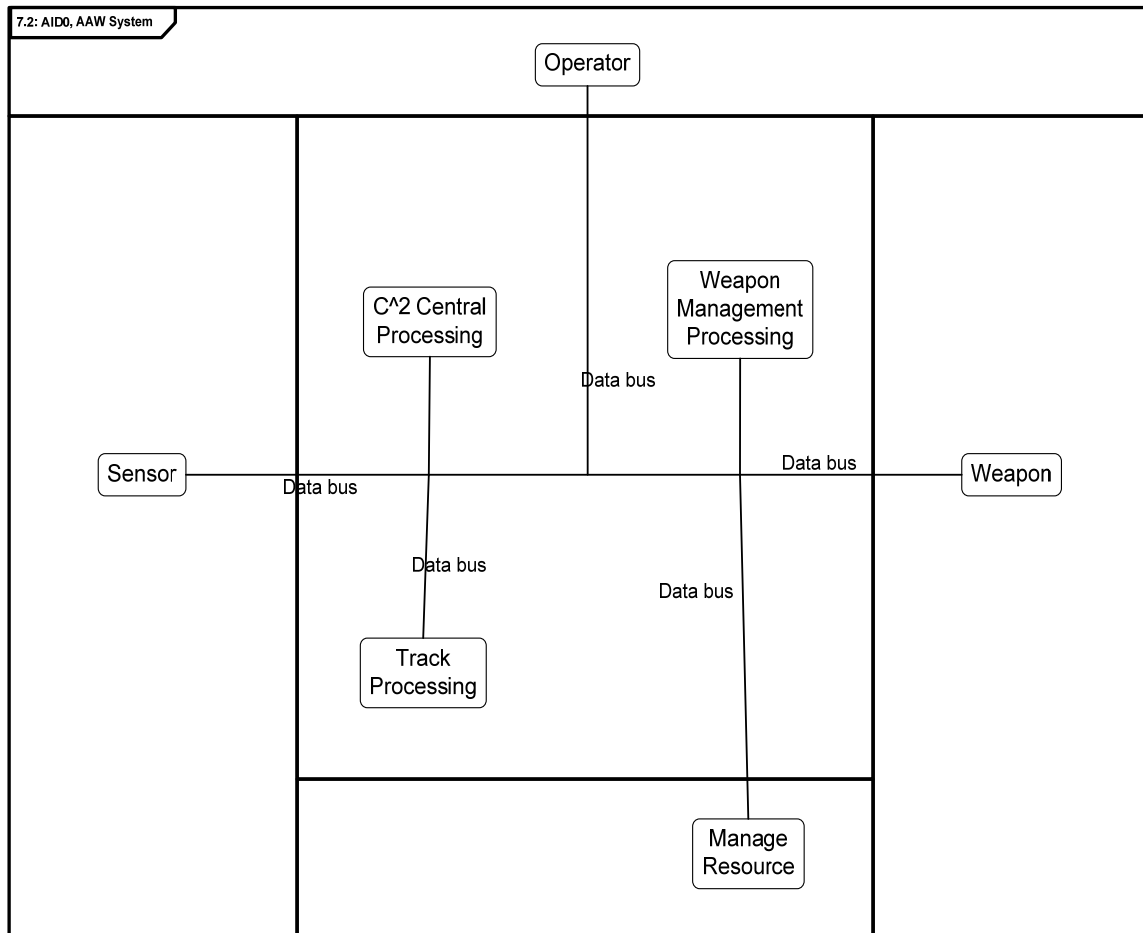 7.2: AID0, AAW System
Operator
Weapon
Management
Processing
C^2 Central
Processing
Data bus
Data bus
Sensor
Weapon
Data bus
Data bus
Data bus
Track
Processing
Manage
Resource